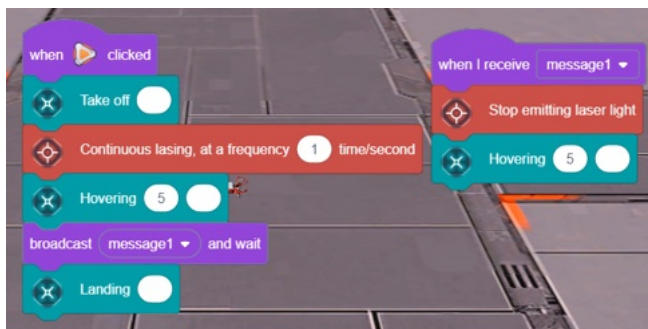 when clicked
Take off
Continuous lasing, at a frequency 1 time/second
Hovering 5
broadcast message1 and wait
Landing
when I receive message1
Stop emitting laser light
Hovering 5